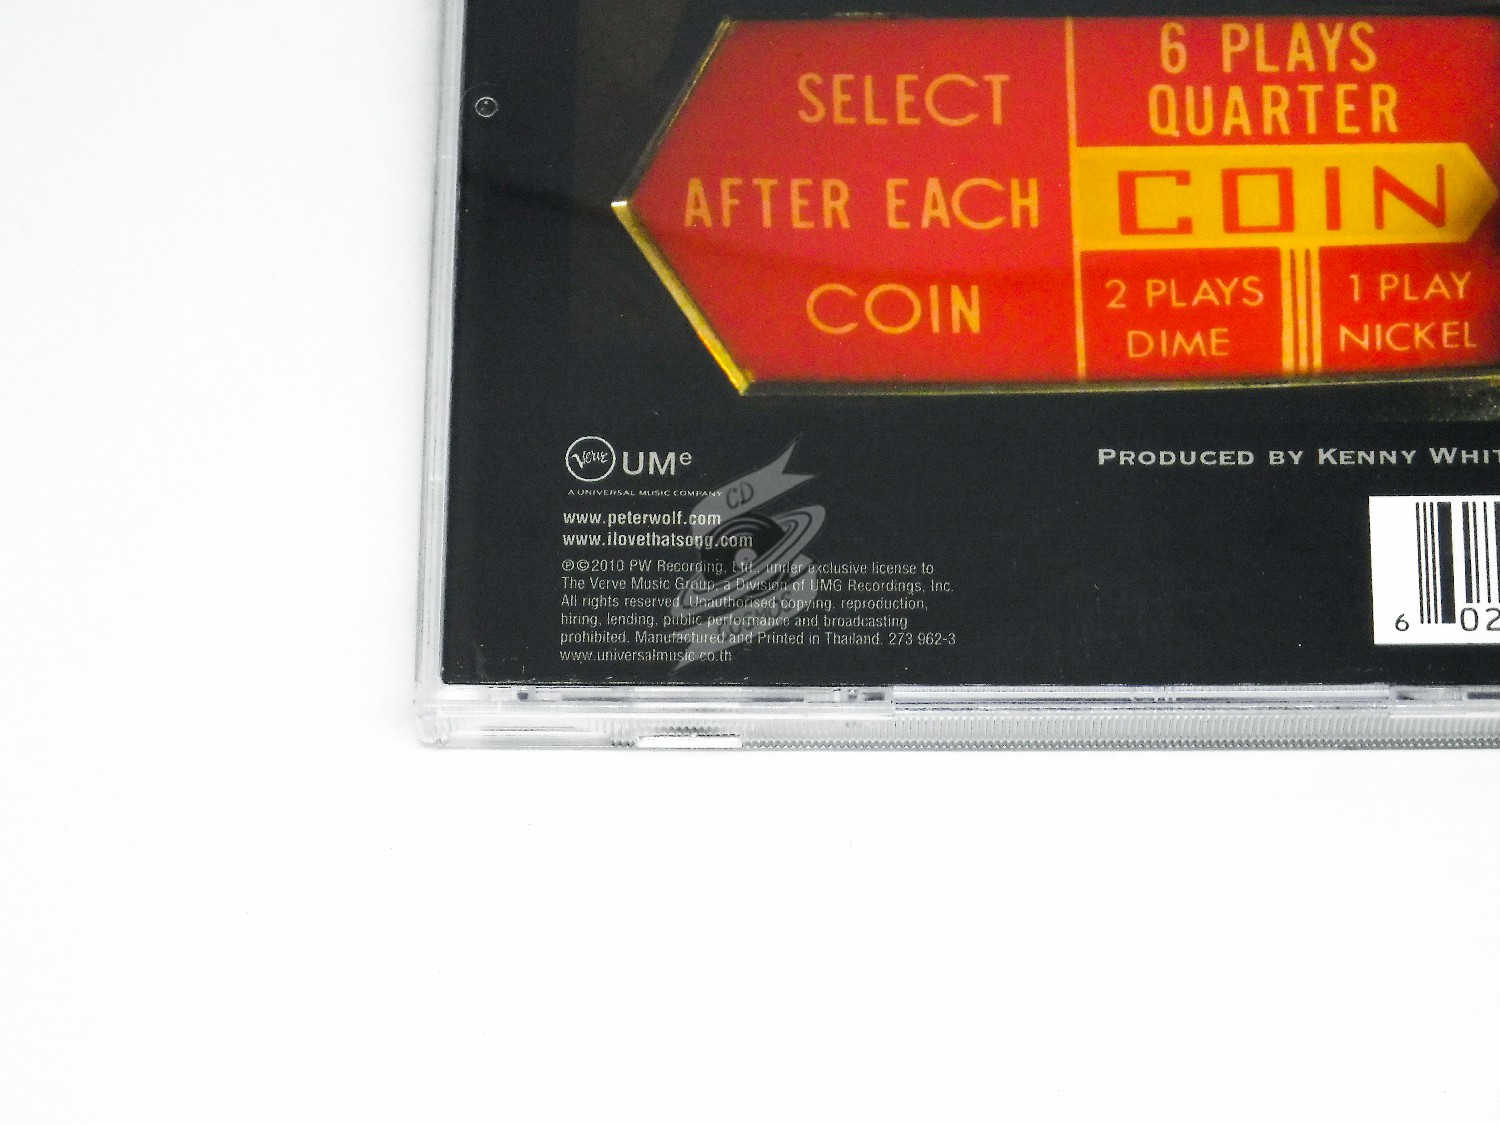 SELECT
AFTER EACH
COIN
6 PLAYS
QUARTER
COIN
2 PLAYS
DIME
1 PLAY
NICKEL
Verve UMe
A UNIVERSAL MUSIC COMPANY
www.peterwolf.com
www.ilovethatsong.com
℗©2010 PW Recording, Ltd., under exclusive license to
The Verve Music Group, a Division of UMG Recordings, Inc.
All rights reserved. Unauthorised copying, reproduction,
hiring, lending, public performance and broadcasting
prohibited. Manufactured and Printed in Thailand. 273 962-3
www.universalmusic.co.th
PRODUCED BY KENNY WHIT
6 02
CD